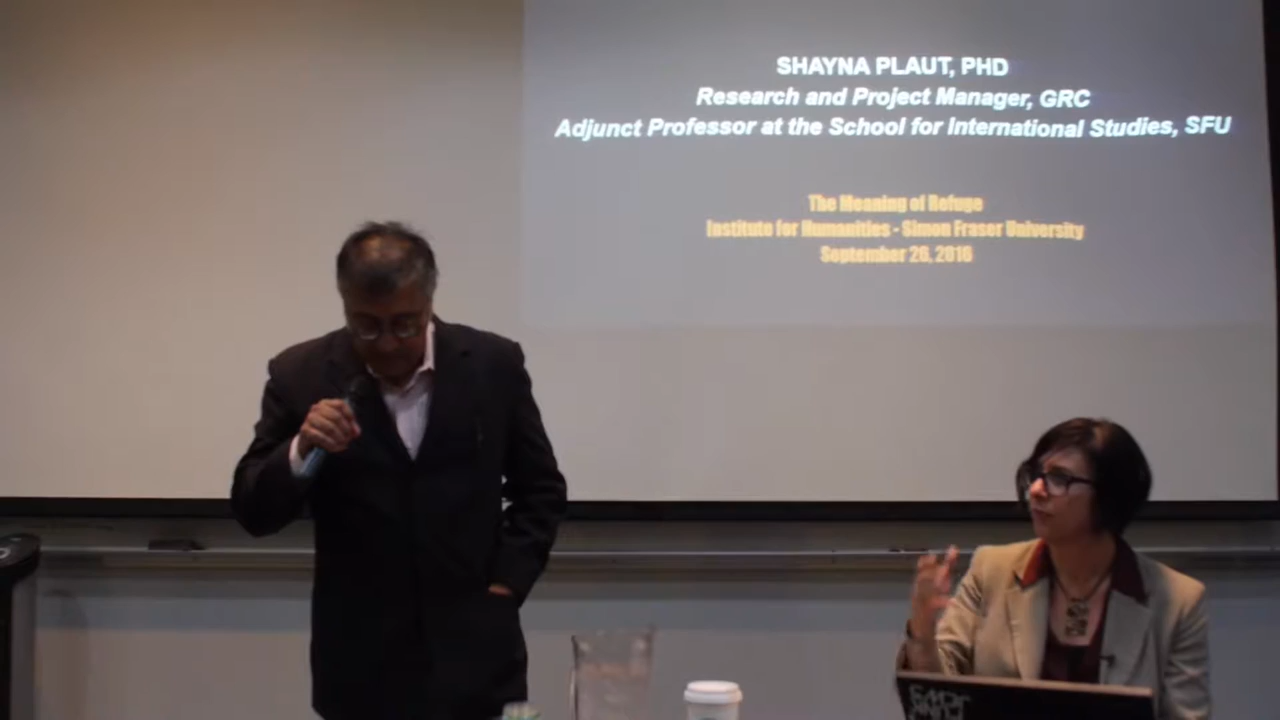 SHAYNA PLAUT, PHD
Research and Project Manager, GRC
Adjunct Professor at the School for International Studies, SFU
The Meaning of Refuge
Institute for Humanities - Simon Fraser University
September 26, 2016